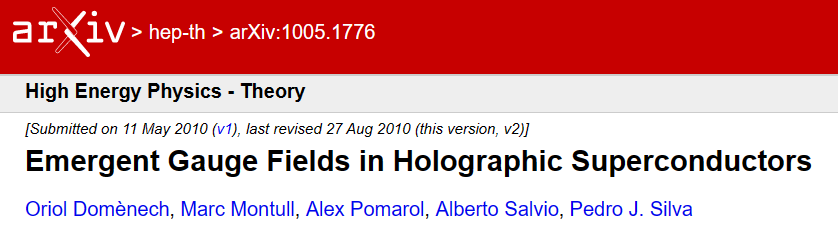 arXiv > hep-th > arXiv:1005.1776
High Energy Physics - Theory
[Submitted on 11 May 2010 (v1), last revised 27 Aug 2010 (this version, v2)]
Emergent Gauge Fields in Holographic Superconductors
Oriol Domènech, Marc Montull, Alex Pomarol, Alberto Salvio, Pedro J. Silva